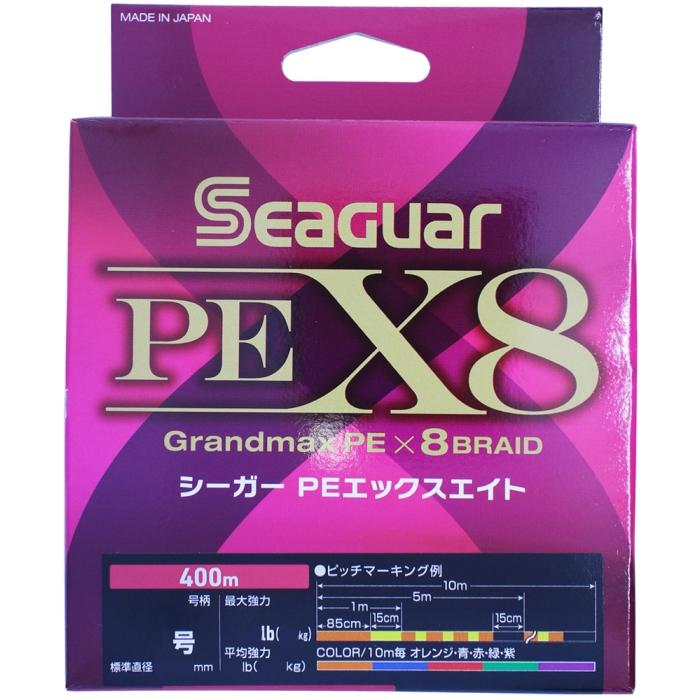 MADE IN JAPAN
SEAGUAR
PE X8
Grandmax PE × 8 BRAID
シーガー PEエックスエイト
400m
●ピッチマーキング例
10m
5m
1m
85cm 15cm 15cm
号柄 最大強力
号 lb( kg)
標準直径 mm
平均強力 lb( kg)
COLOR/10m毎 オレンジ・青・赤・緑・紫